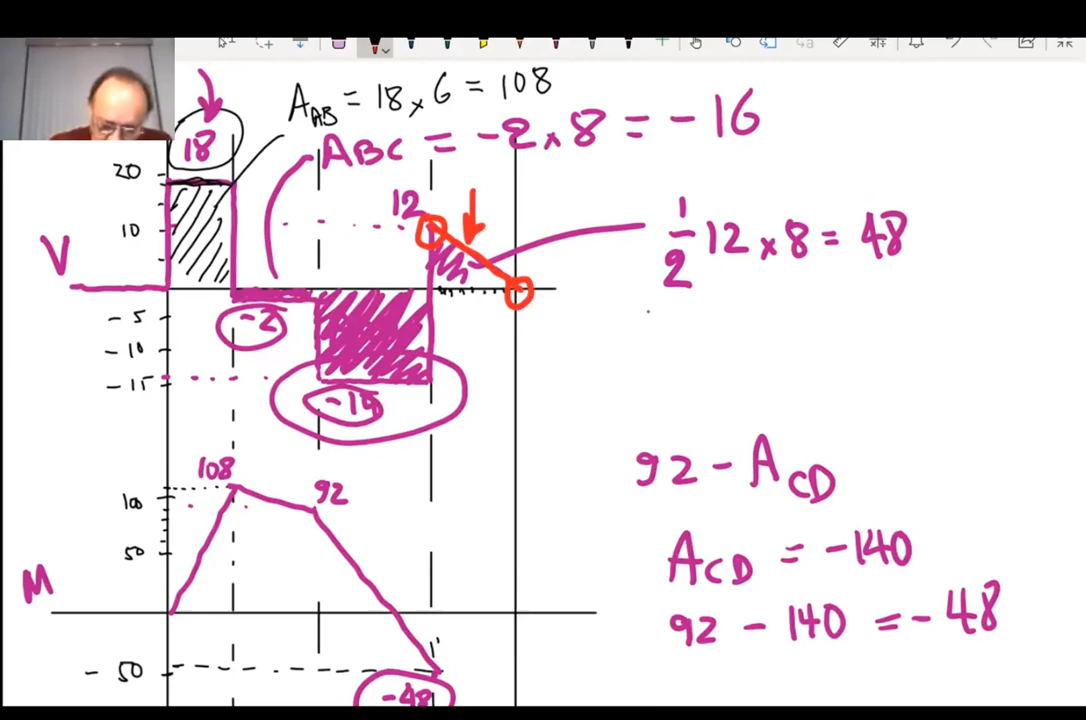 A_AB = 18 x 6 = 108
ABC = -2 x 8 = -16
18
20
12
10
V
1/2 12 x 8 = 48
-2
-5
-10
-15
-14
92 - A_CD
108
92
100
A_CD = -140
50
M
92 - 140 = -48
-50
-48